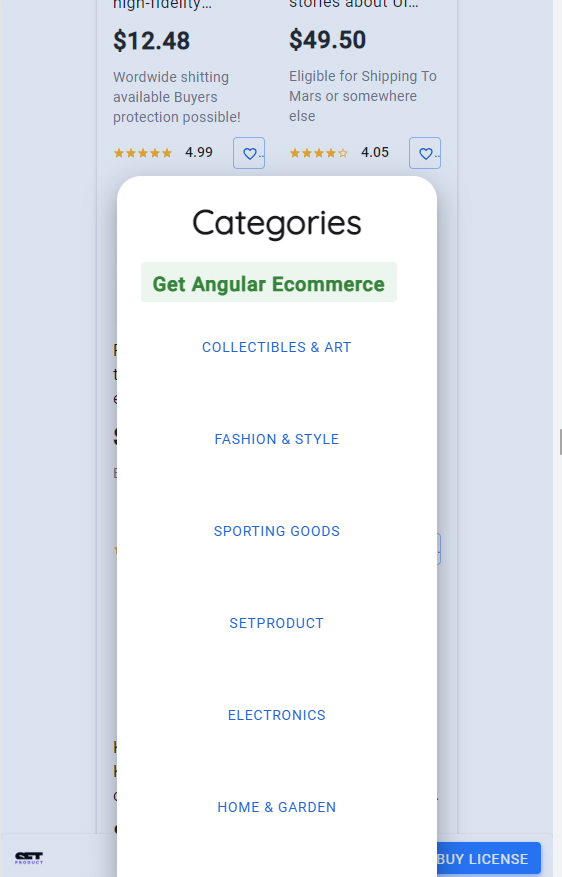 high-fidelity...
stories about UI...
$12.48
$49.50
Wordwide shitting
available Buyers
protection possible!
Eligible for Shipping To
Mars or somewhere
else
4.99
4.05
Categories
Get Angular Ecommerce
COLLECTIBLES & ART
FASHION & STYLE
SPORTING GOODS
SETPRODUCT
ELECTRONICS
HOME & GARDEN
SET
PRODUCT
BUY LICENSE